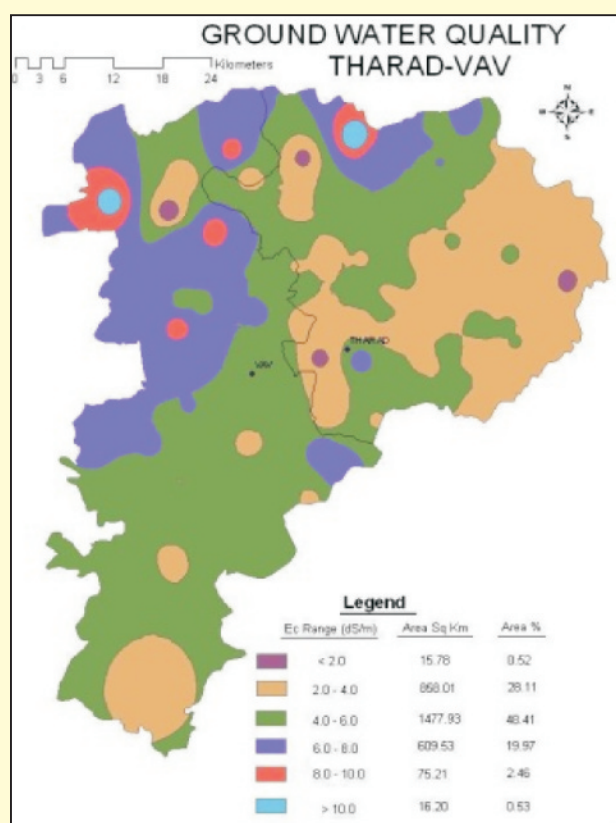 GROUND WATER QUALITY
THARAD-VAV
Kilometers
0 3 6 12 18 24
N
W E
S
THARAD
VAV
Legend
Ec Range (dS/m) Area Sq Km Area %
< 2.0 15.78 0.52
2.0 - 4.0 858.01 28.11
4.0 - 6.0 1477.93 48.41
6.0 - 8.0 609.53 19.97
8.0 - 10.0 75.21 2.46
> 10.0 16.20 0.53